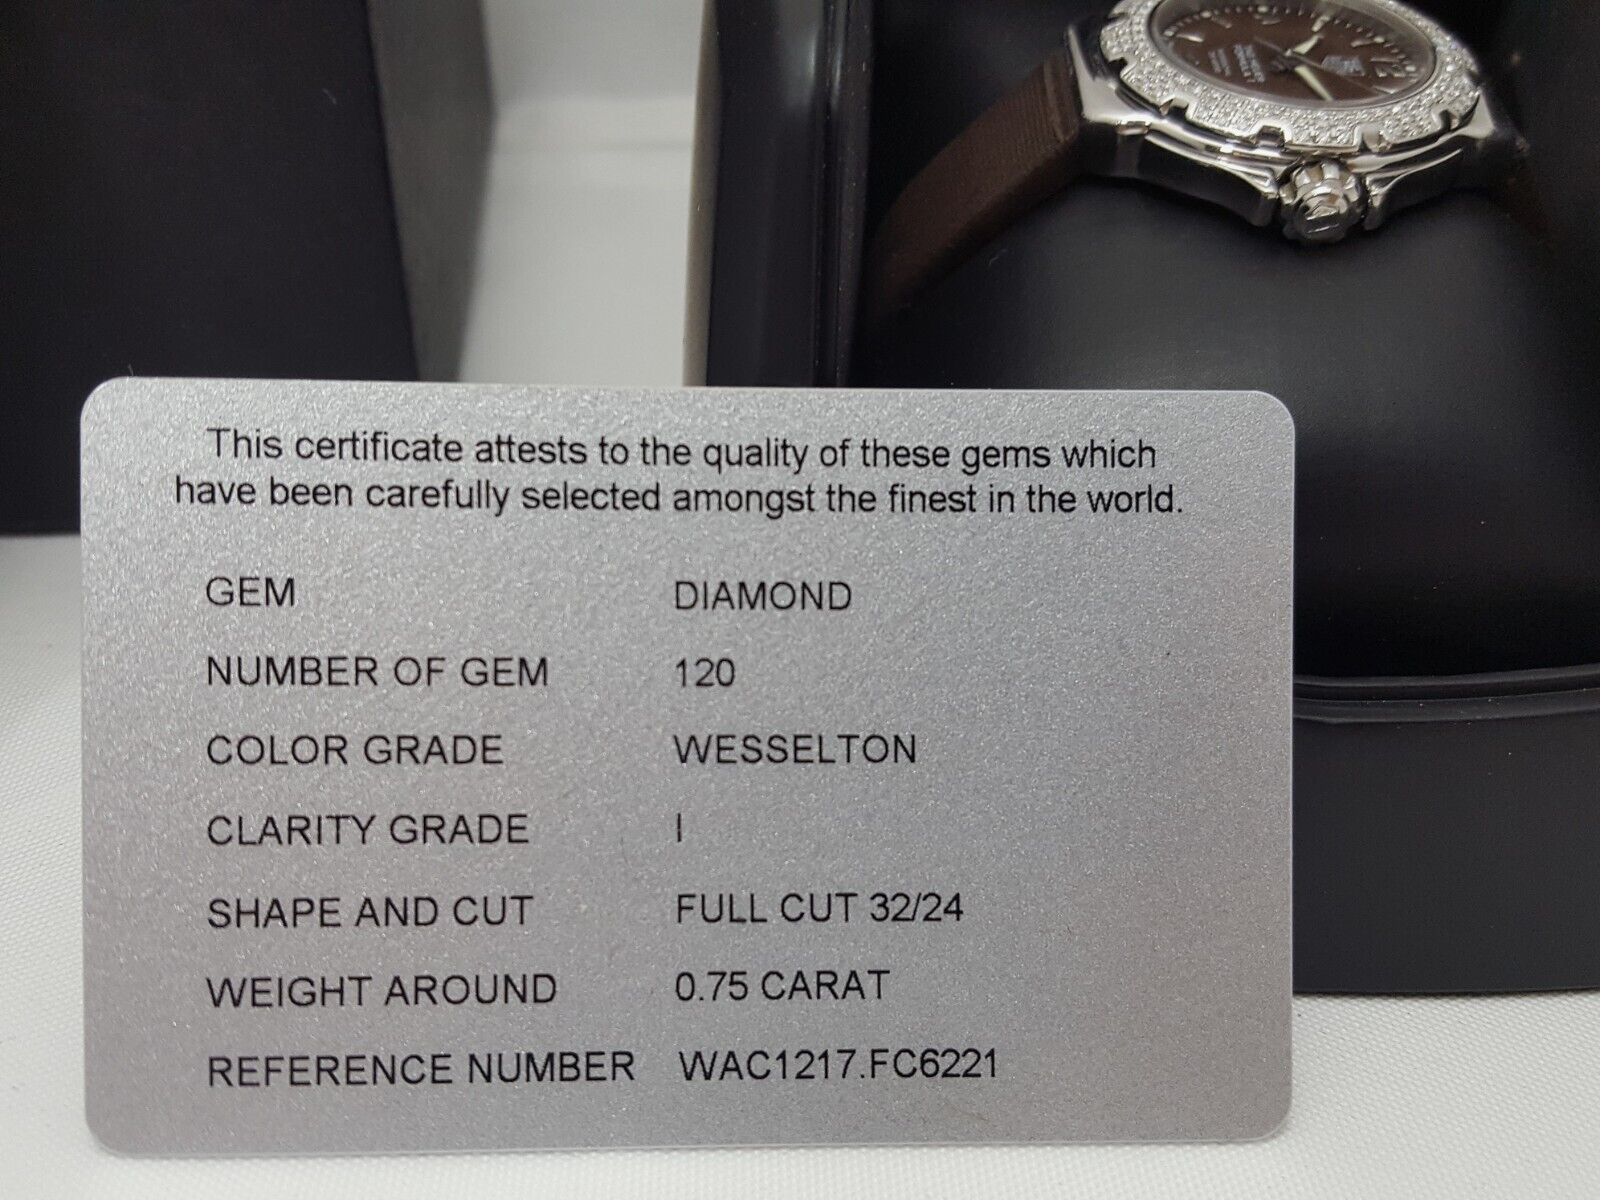 This certificate attests to the quality of these gems which
have been carefully selected amongst the finest in the world.
GEM DIAMOND
NUMBER OF GEM 120
COLOR GRADE WESSELTON
CLARITY GRADE I
SHAPE AND CUT FULL CUT 32/24
WEIGHT AROUND 0.75 CARAT
REFERENCE NUMBER WAC1217.FC6221
12